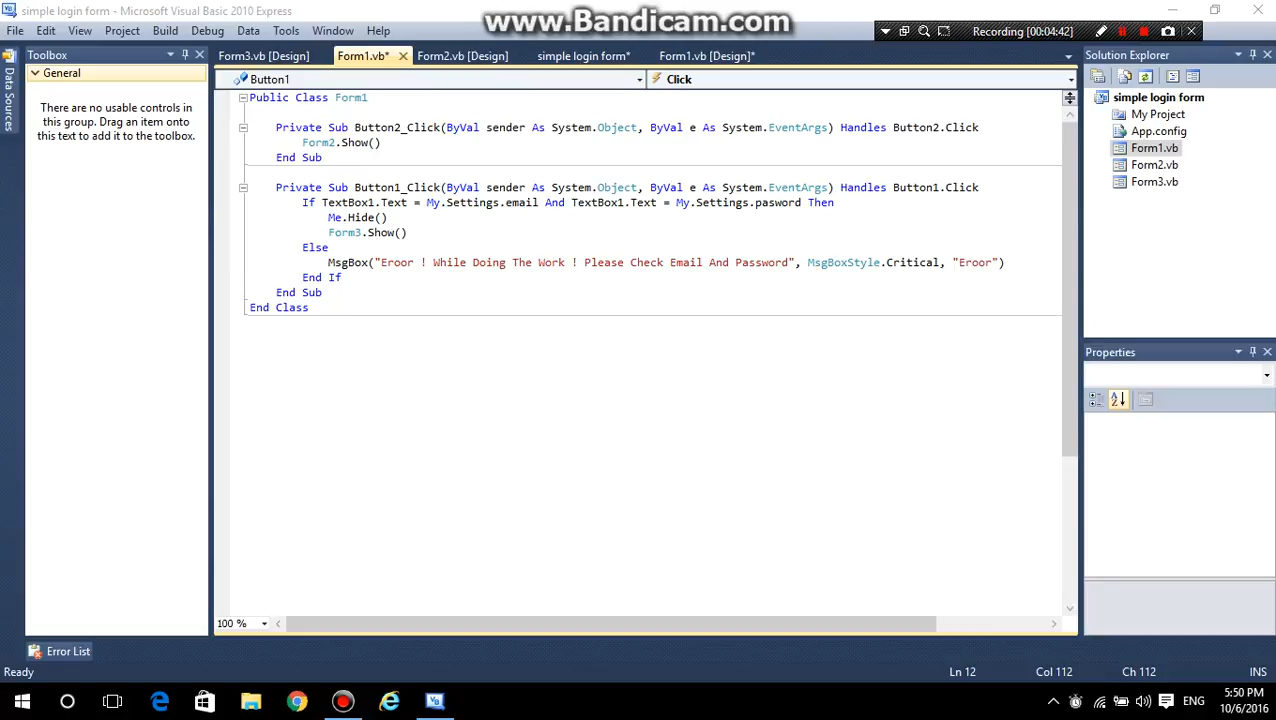 www.Bandicam.com
simple login form - Microsoft Visual Basic 2010 Express
Recording [00:04:42]
File Edit View Project Build Debug Data Tools Window Help
Data Sources
Toolbox
General
There are no usable controls in
this group. Drag an item onto
this text to add it to the toolbox.
Form3.vb [Design] Form1.vb* Form2.vb [Design] simple login form* Form1.vb [Design]*
Button1 Click
Public Class Form1
Private Sub Button2_Click(ByVal sender As System.Object, ByVal e As System.EventArgs) Handles Button2.Click
Form2.Show()
End Sub
Private Sub Button1_Click(ByVal sender As System.Object, ByVal e As System.EventArgs) Handles Button1.Click
If TextBox1.Text = My.Settings.email And TextBox1.Text = My.Settings.pasword Then
Me.Hide()
Form3.Show()
Else
MsgBox("Eroor ! While Doing The Work ! Please Check Email And Password", MsgBoxStyle.Critical, "Eroor")
End If
End Sub
End Class
100 %
Solution Explorer
simple login form
My Project
App.config
Form1.vb
Form2.vb
Form3.vb
Properties
Error List
Ready Ln 12 Col 112 Ch 112 INS
ENG
5:50 PM
10/6/2016